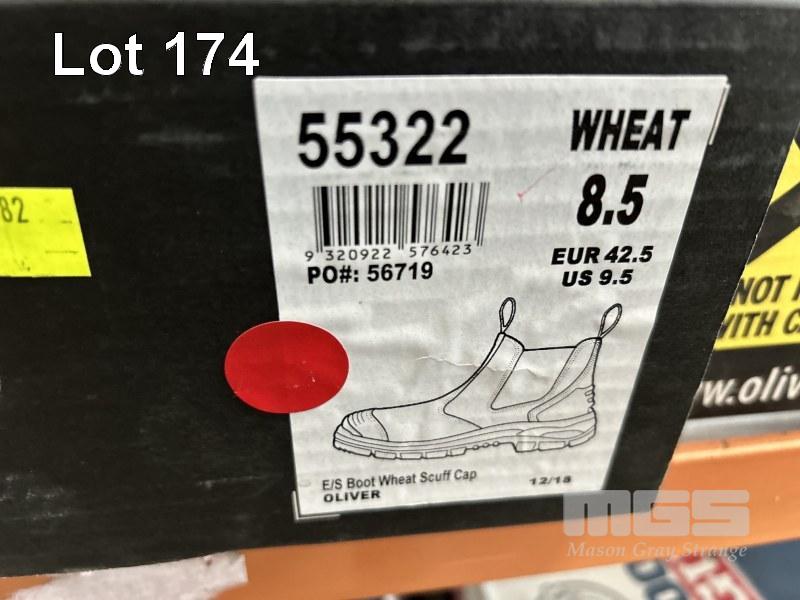 Lot 174
82
55322
WHEAT
8.5
9 320922 576423
PO#: 56719
EUR 42.5
US 9.5
E/S Boot Wheat Scuff Cap
OLIVER
12/18
NOT
WITH
MGS
Mason Gray Strange